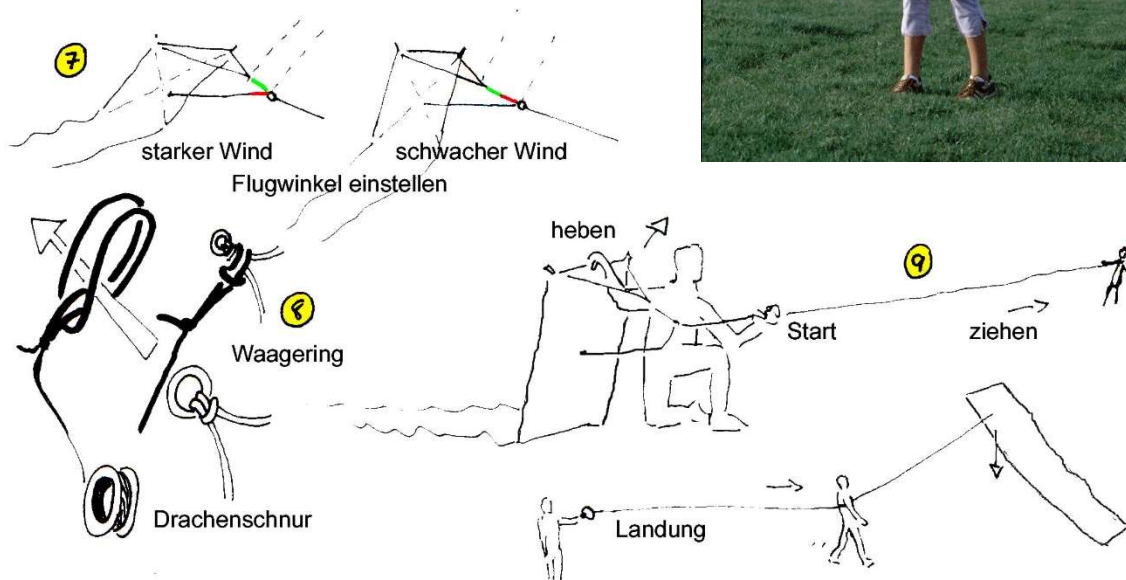 7
starker Wind
schwacher Wind
Flugwinkel einstellen
heben
9
8
Waagering
Start
ziehen
Drachenschnur
Landung